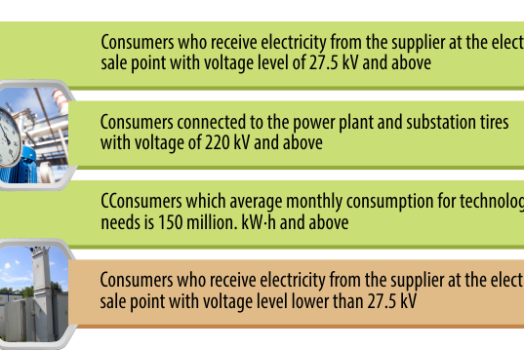 Consumers who receive electricity from the supplier at the
sale point with voltage level of 27.5 kV and above
Consumers connected to the power plant and substation tires
with voltage of 220 kV and above
CConsumers which average monthly consumption for
needs is 150 million. kW·h and above
Consumers who receive electricity from the supplier at the
sale point with voltage level lower than 27.5 kV